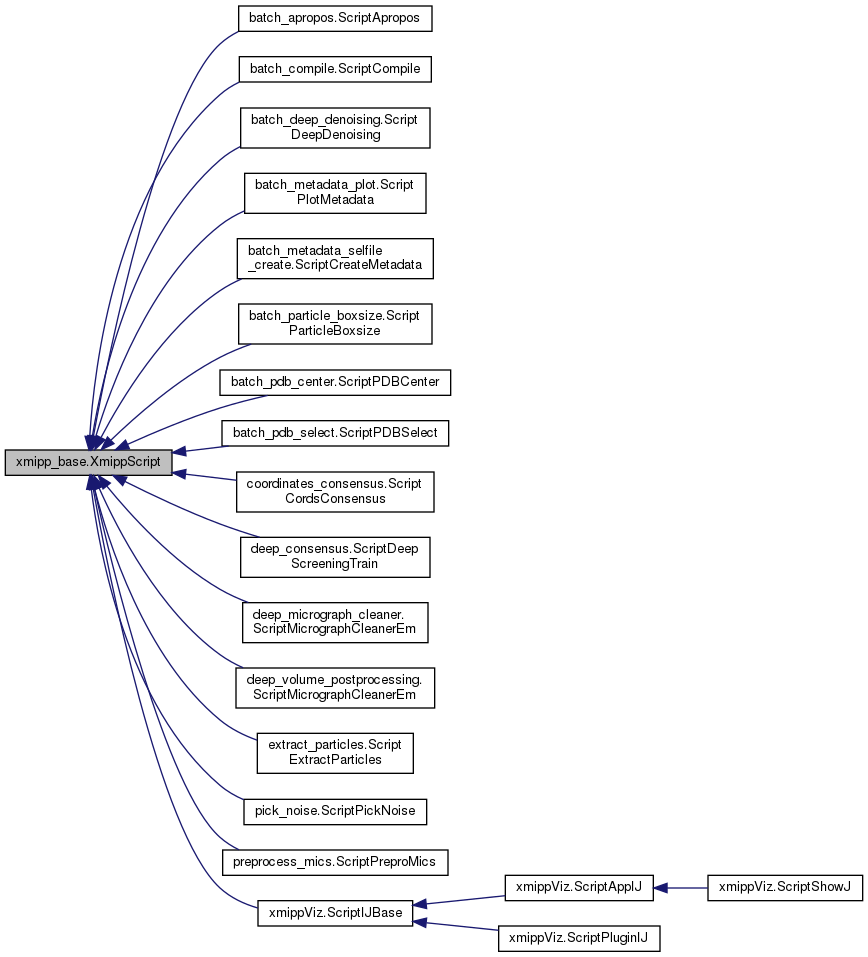 batch_apropos.ScriptApropos
batch_compile.ScriptCompile
batch_deep_denoising.Script
DeepDenoising
batch_metadata_plot.Script
PlotMetadata
batch_metadata_selfile
_create.ScriptCreateMetadata
batch_particle_boxsize.Script
ParticleBoxsize
batch_pdb_center.ScriptPDBCenter
batch_pdb_select.ScriptPDBSelect
xmipp_base.XmippScript
coordinates_consensus.Script
CordsConsensus
deep_consensus.ScriptDeep
ScreeningTrain
deep_micrograph_cleaner.
ScriptMicrographCleanerEm
deep_volume_postprocessing.
ScriptMicrographCleanerEm
extract_particles.Script
ExtractParticles
pick_noise.ScriptPickNoise
preprocess_mics.ScriptPreproMics
xmippViz.ScriptIJBase
xmippViz.ScriptAppIJ
xmippViz.ScriptShowJ
xmippViz.ScriptPluginIJ